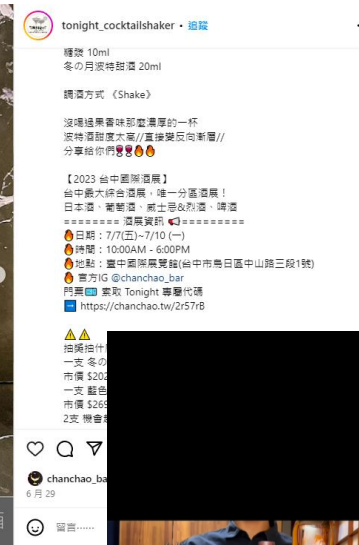 tonight_cocktailshaker • 追蹤
糖漿 10ml
冬の月波特甜酒 20ml
調酒方式 《Shake》
沒喝過果香味那麼濃厚的一杯
波特酒甜度太高//直接變反向漸層//
分享給你們🍷🍷🔥🔥
【2023 台中國際酒展】
台中最大綜合酒展，唯一分區酒展！
日本酒、葡萄酒、威士忌&烈酒、啤酒
======== 酒展資訊 📢=========
🔥日期：7/7(五)~7/10 (一)
🔥時間：10:00AM - 6:00PM
🔥地點：臺中國際展覽館(台中市烏日區中山路三段1號)
🔥 官方IG @chanchao_bar
門票🎫 索取 Tonight 專屬代碼
➡️ https://chanchao.tw/2r57rB
⚠️⚠️
抽獎抽什
一支 冬の
市價 $202
一支 藍色
市價 $269
2支 機會
chanchao_ba
6 月 29
留言......